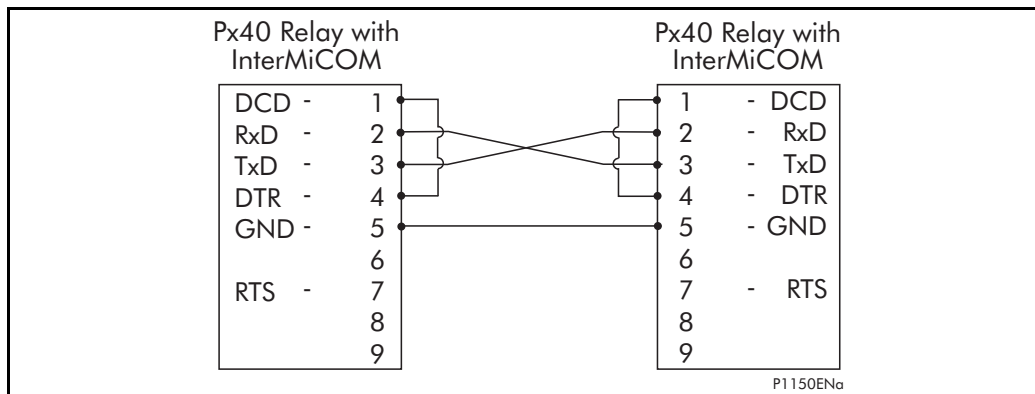 Px40 Relay with
InterMiCOM
Px40 Relay with
InterMiCOM
DCD - 1
RxD - 2
TxD - 3
DTR - 4
GND - 5
6
RTS - 7
8
9
1 - DCD
2 - RxD
3 - TxD
4 - DTR
5 - GND
6
7 - RTS
8
9
P1150ENa